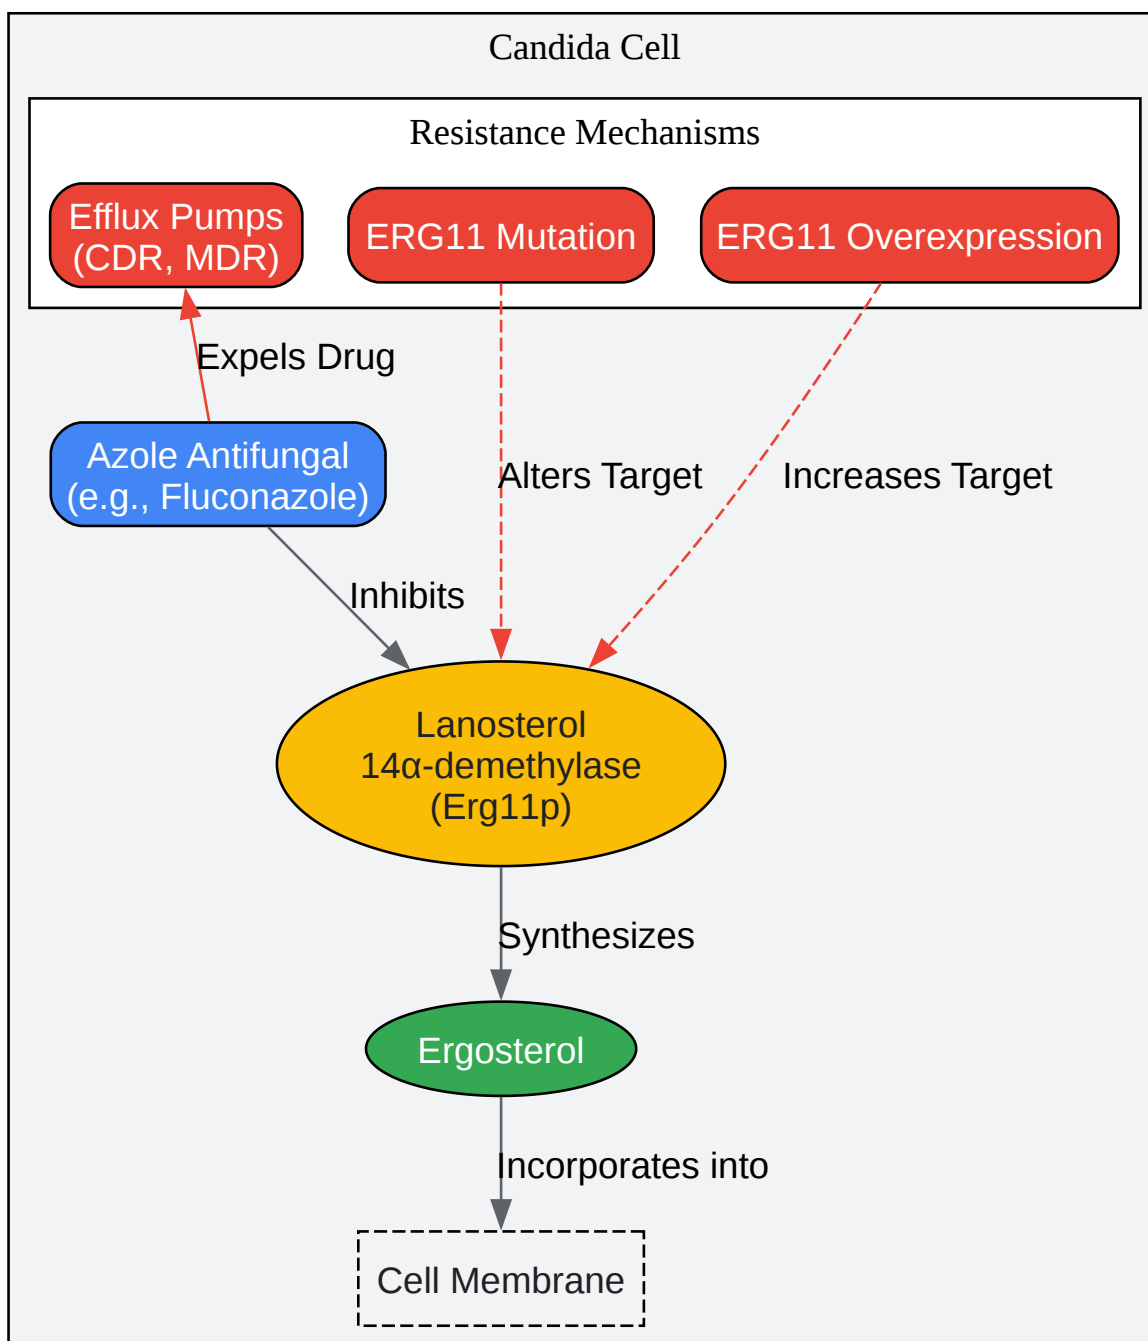 Candida Cell
Resistance Mechanisms
Efflux Pumps
(CDR, MDR)
ERG11 Mutation
ERG11 Overexpression
Expels Drug
Azole Antifungal
(e.g., Fluconazole)
Alters Target
Increases Target
Inhibits
Lanosterol
14α-demethylase
(Erg11p)
Synthesizes
Ergosterol
Incorporates into
Cell Membrane